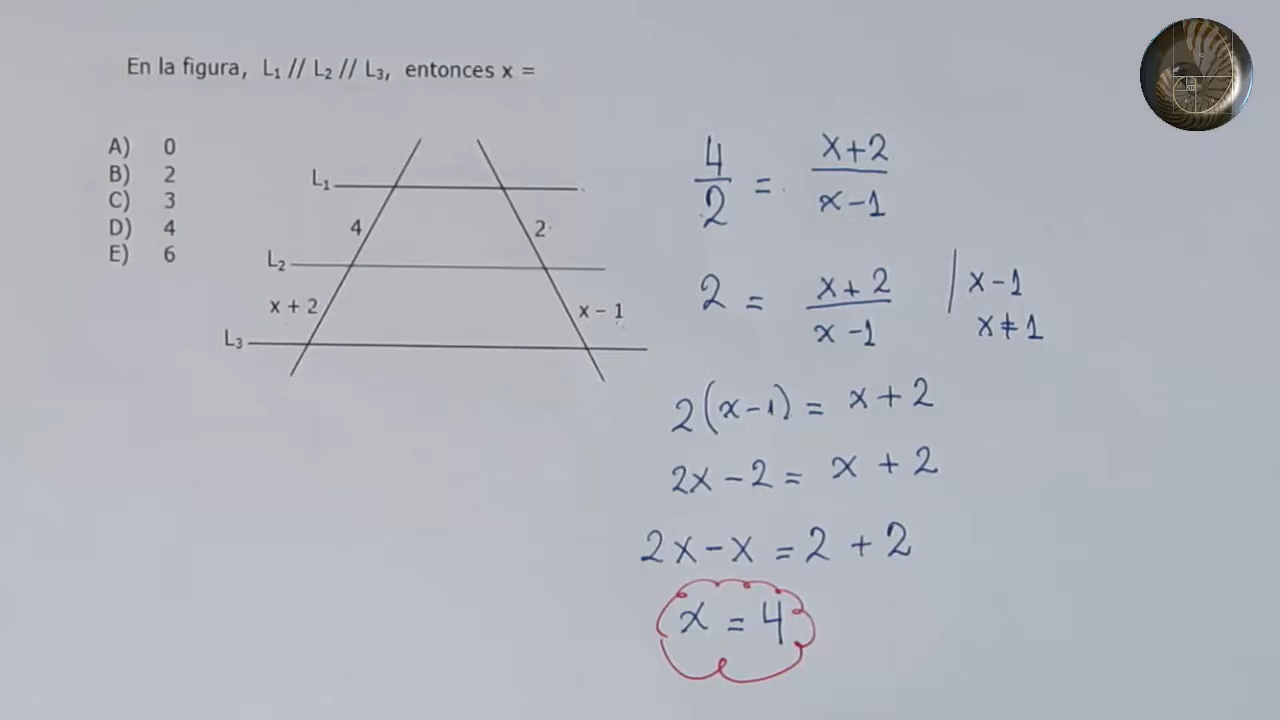 En la figura, L₁ // L₂ // L₃, entonces x =
A) 0
B) 2
C) 3
D) 4
E) 6
L₁
4
2
L₂
x + 2
x – 1
L₃
4/2 = x+2/x-1
2 = x+2/x-1 | x-1
x≠1
2(x-1) = x+2
2x-2 = x+2
2x-x = 2+2
x = 4